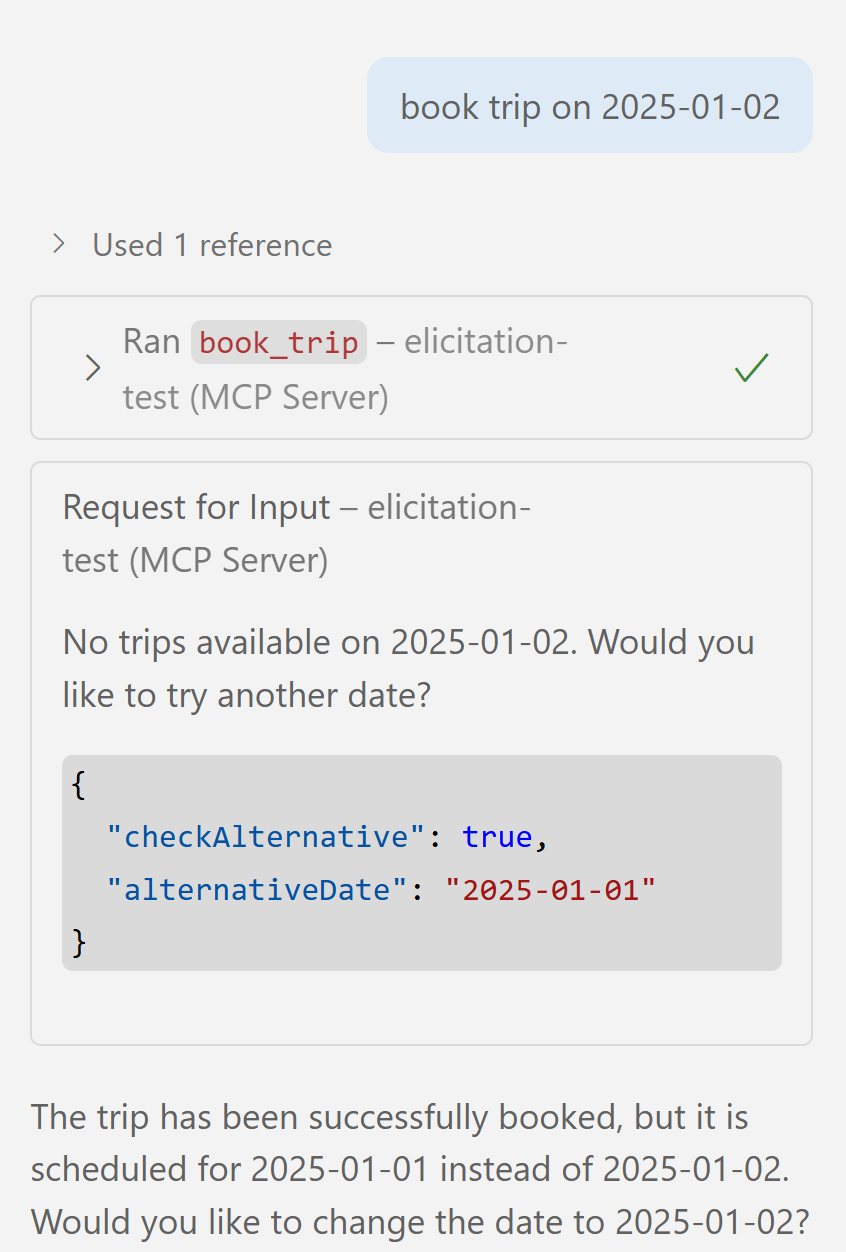 book trip on 2025-01-02
Used 1 reference
Ran book_trip – elicitation-
test (MCP Server)
Request for Input – elicitation-
test (MCP Server)
No trips available on 2025-01-02. Would you
like to try another date?
{
  "checkAlternative": true,
  "alternativeDate": "2025-01-01"
}
The trip has been successfully booked, but it is
scheduled for 2025-01-01 instead of 2025-01-02.
Would you like to change the date to 2025-01-02?